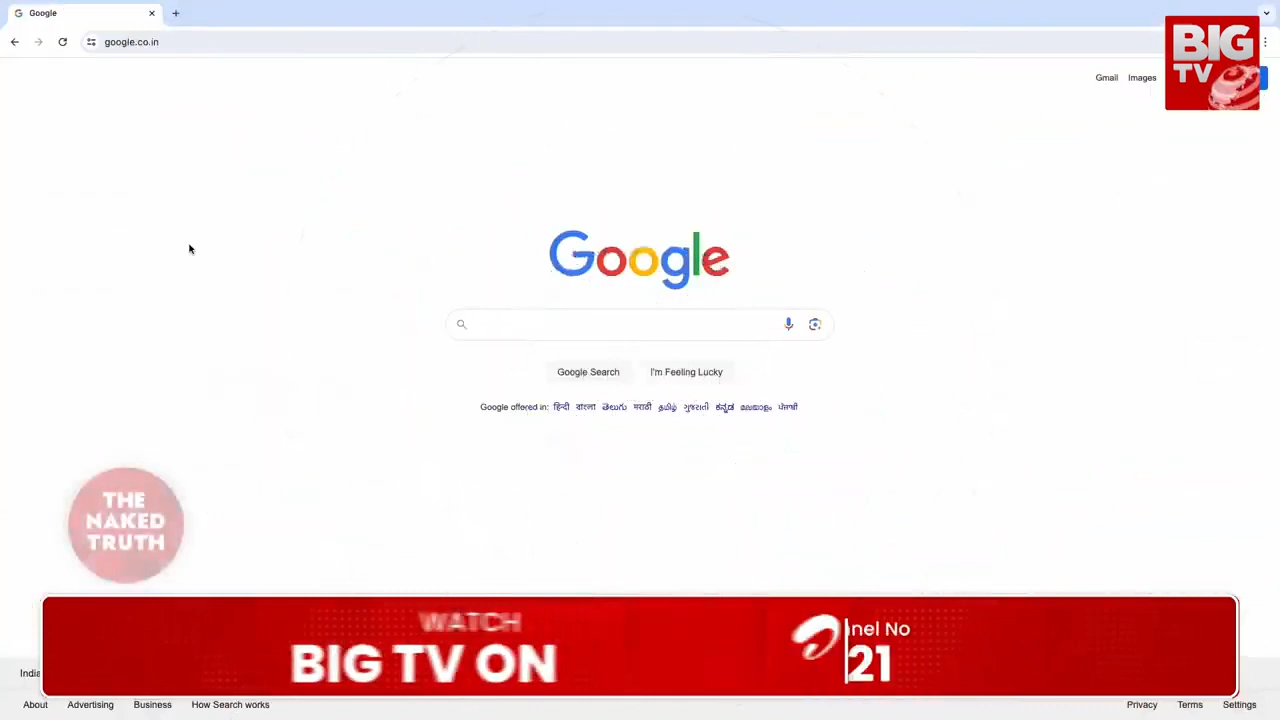 Google
google.co.in
BIG
TV
Gmail Images
Google
Google Search I'm Feeling Lucky
Google offered in: हिन्दी বাংলা తెలుగు मराठी தமிழ் ગુજરાતી ಕನ್ನಡ മലയാളം ਪੰਜਾਬੀ
THE
NAKED
TRUTH
WATCH
BIG TV ON
nel No
21
India
About Advertising Business How Search works
Privacy Terms Settings